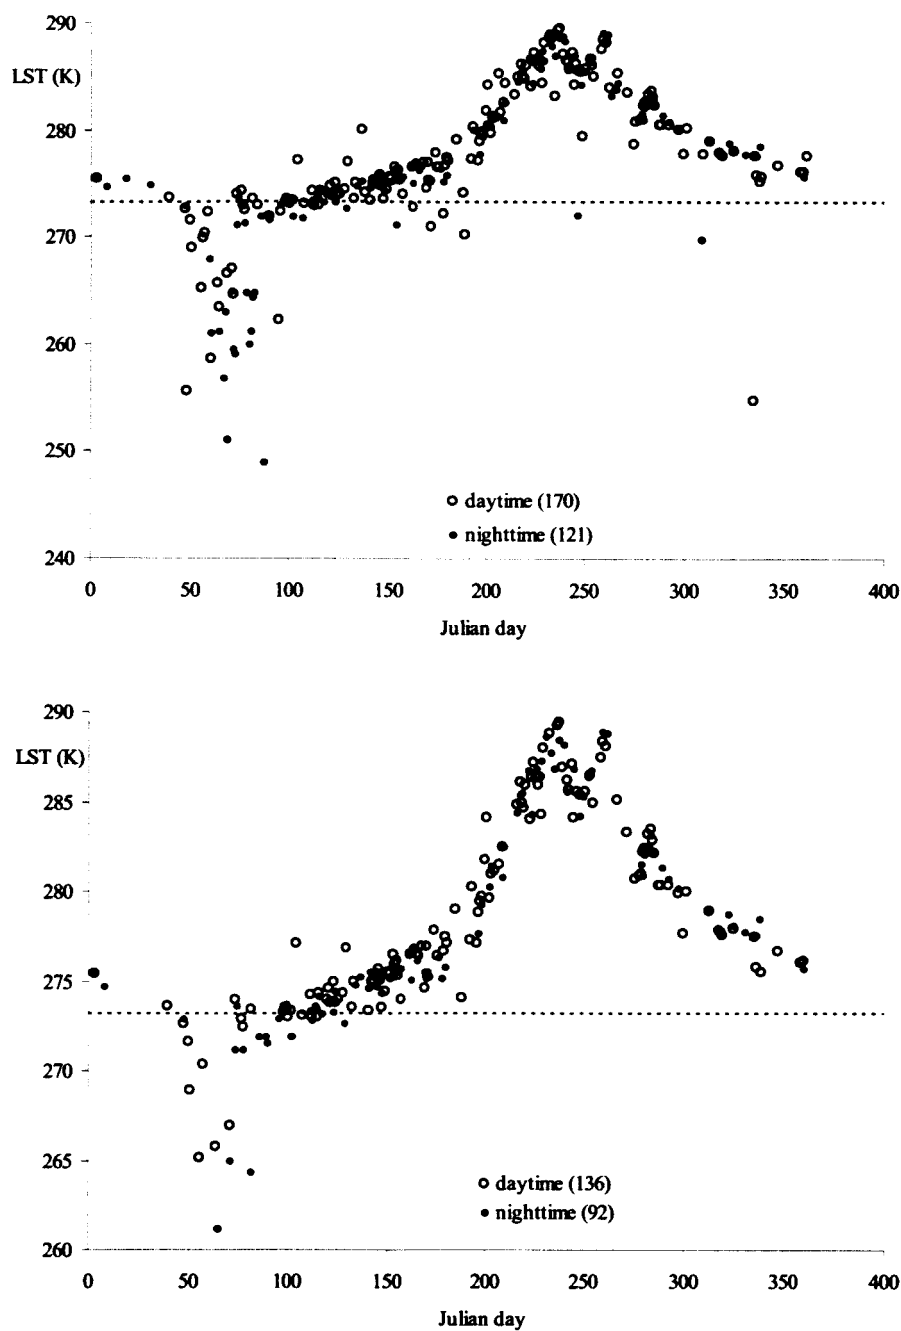 290
LST (K)
280
270
260
250
daytime (170)
nighttime (121)
240
0 50 100 150 200 250 300 350 400
Julian day
290
LST (K)
285
280
275
270
265
daytime (136)
nighttime (92)
260
0 50 100 150 200 250 300 350 400
Julian day